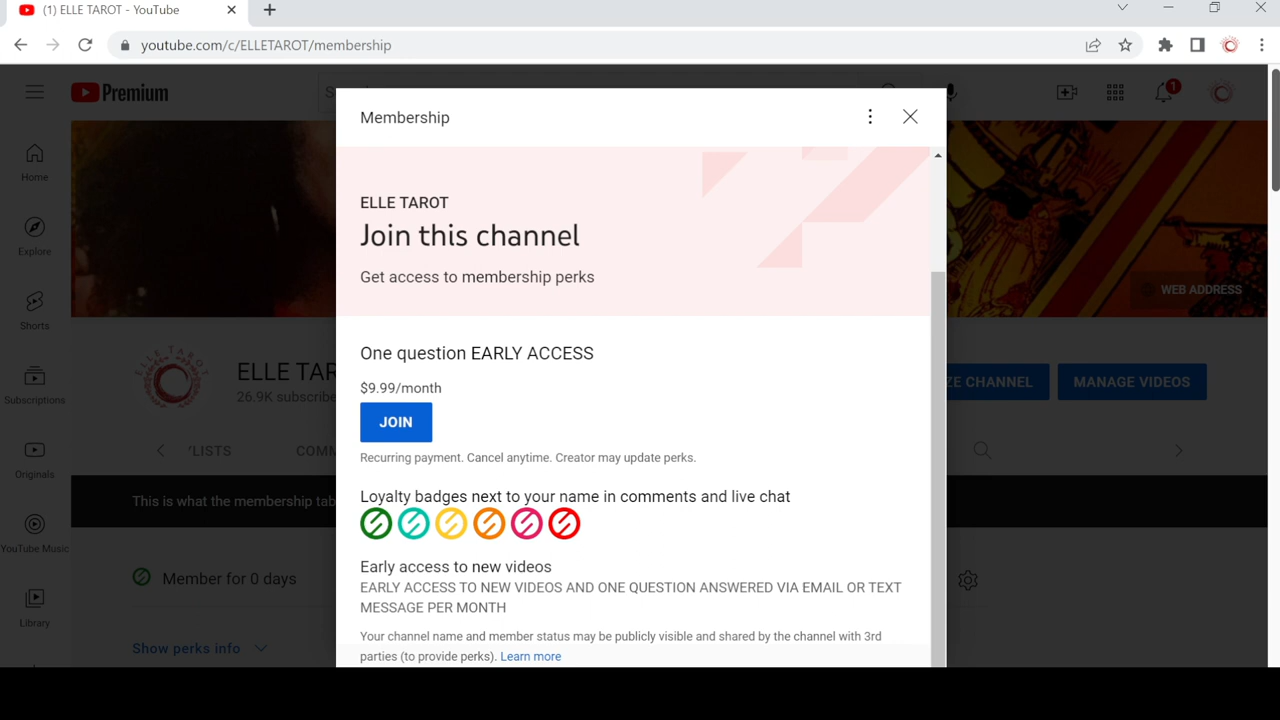 (1) ELLE TAROT - YouTube
youtube.com/c/ELLETAROT/membership
Premium
1
Membership
ELLE TAROT
Join this channel
Get access to membership perks
WEB ADDRESS
Home
Explore
Shorts
Subscriptions
Originals
YouTube Music
Library
ELLE TAROT
ELLE TAR
26.9K subscribe
ZE CHANNEL
MANAGE VIDEOS
'LISTS
COMM
This is what the membership tab
Member for 0 days
Show perks info
One question EARLY ACCESS
$9.99/month
JOIN
Recurring payment. Cancel anytime. Creator may update perks.
Loyalty badges next to your name in comments and live chat
Early access to new videos
EARLY ACCESS TO NEW VIDEOS AND ONE QUESTION ANSWERED VIA EMAIL OR TEXT
MESSAGE PER MONTH
Your channel name and member status may be publicly visible and shared by the channel with 3rd
parties (to provide perks). Learn more